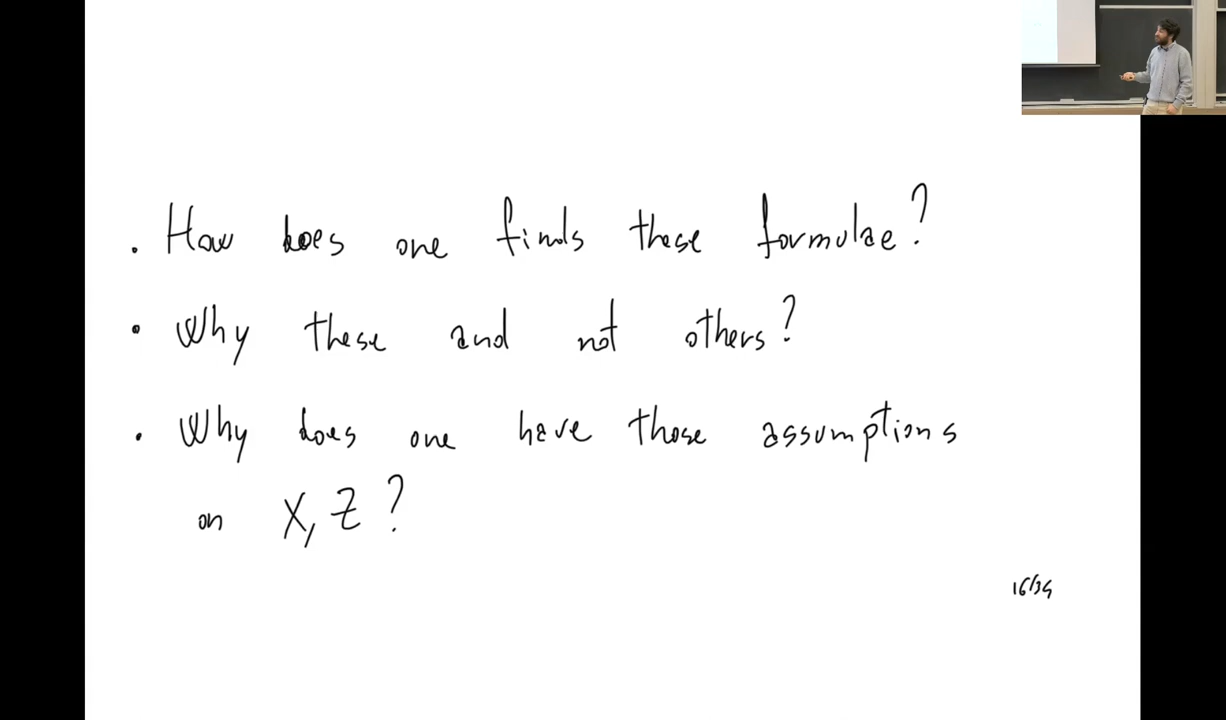 . How does one finds these formulae?
• Why these and not others?
. Why does one have those assumptions
on X, Z ?
16/34